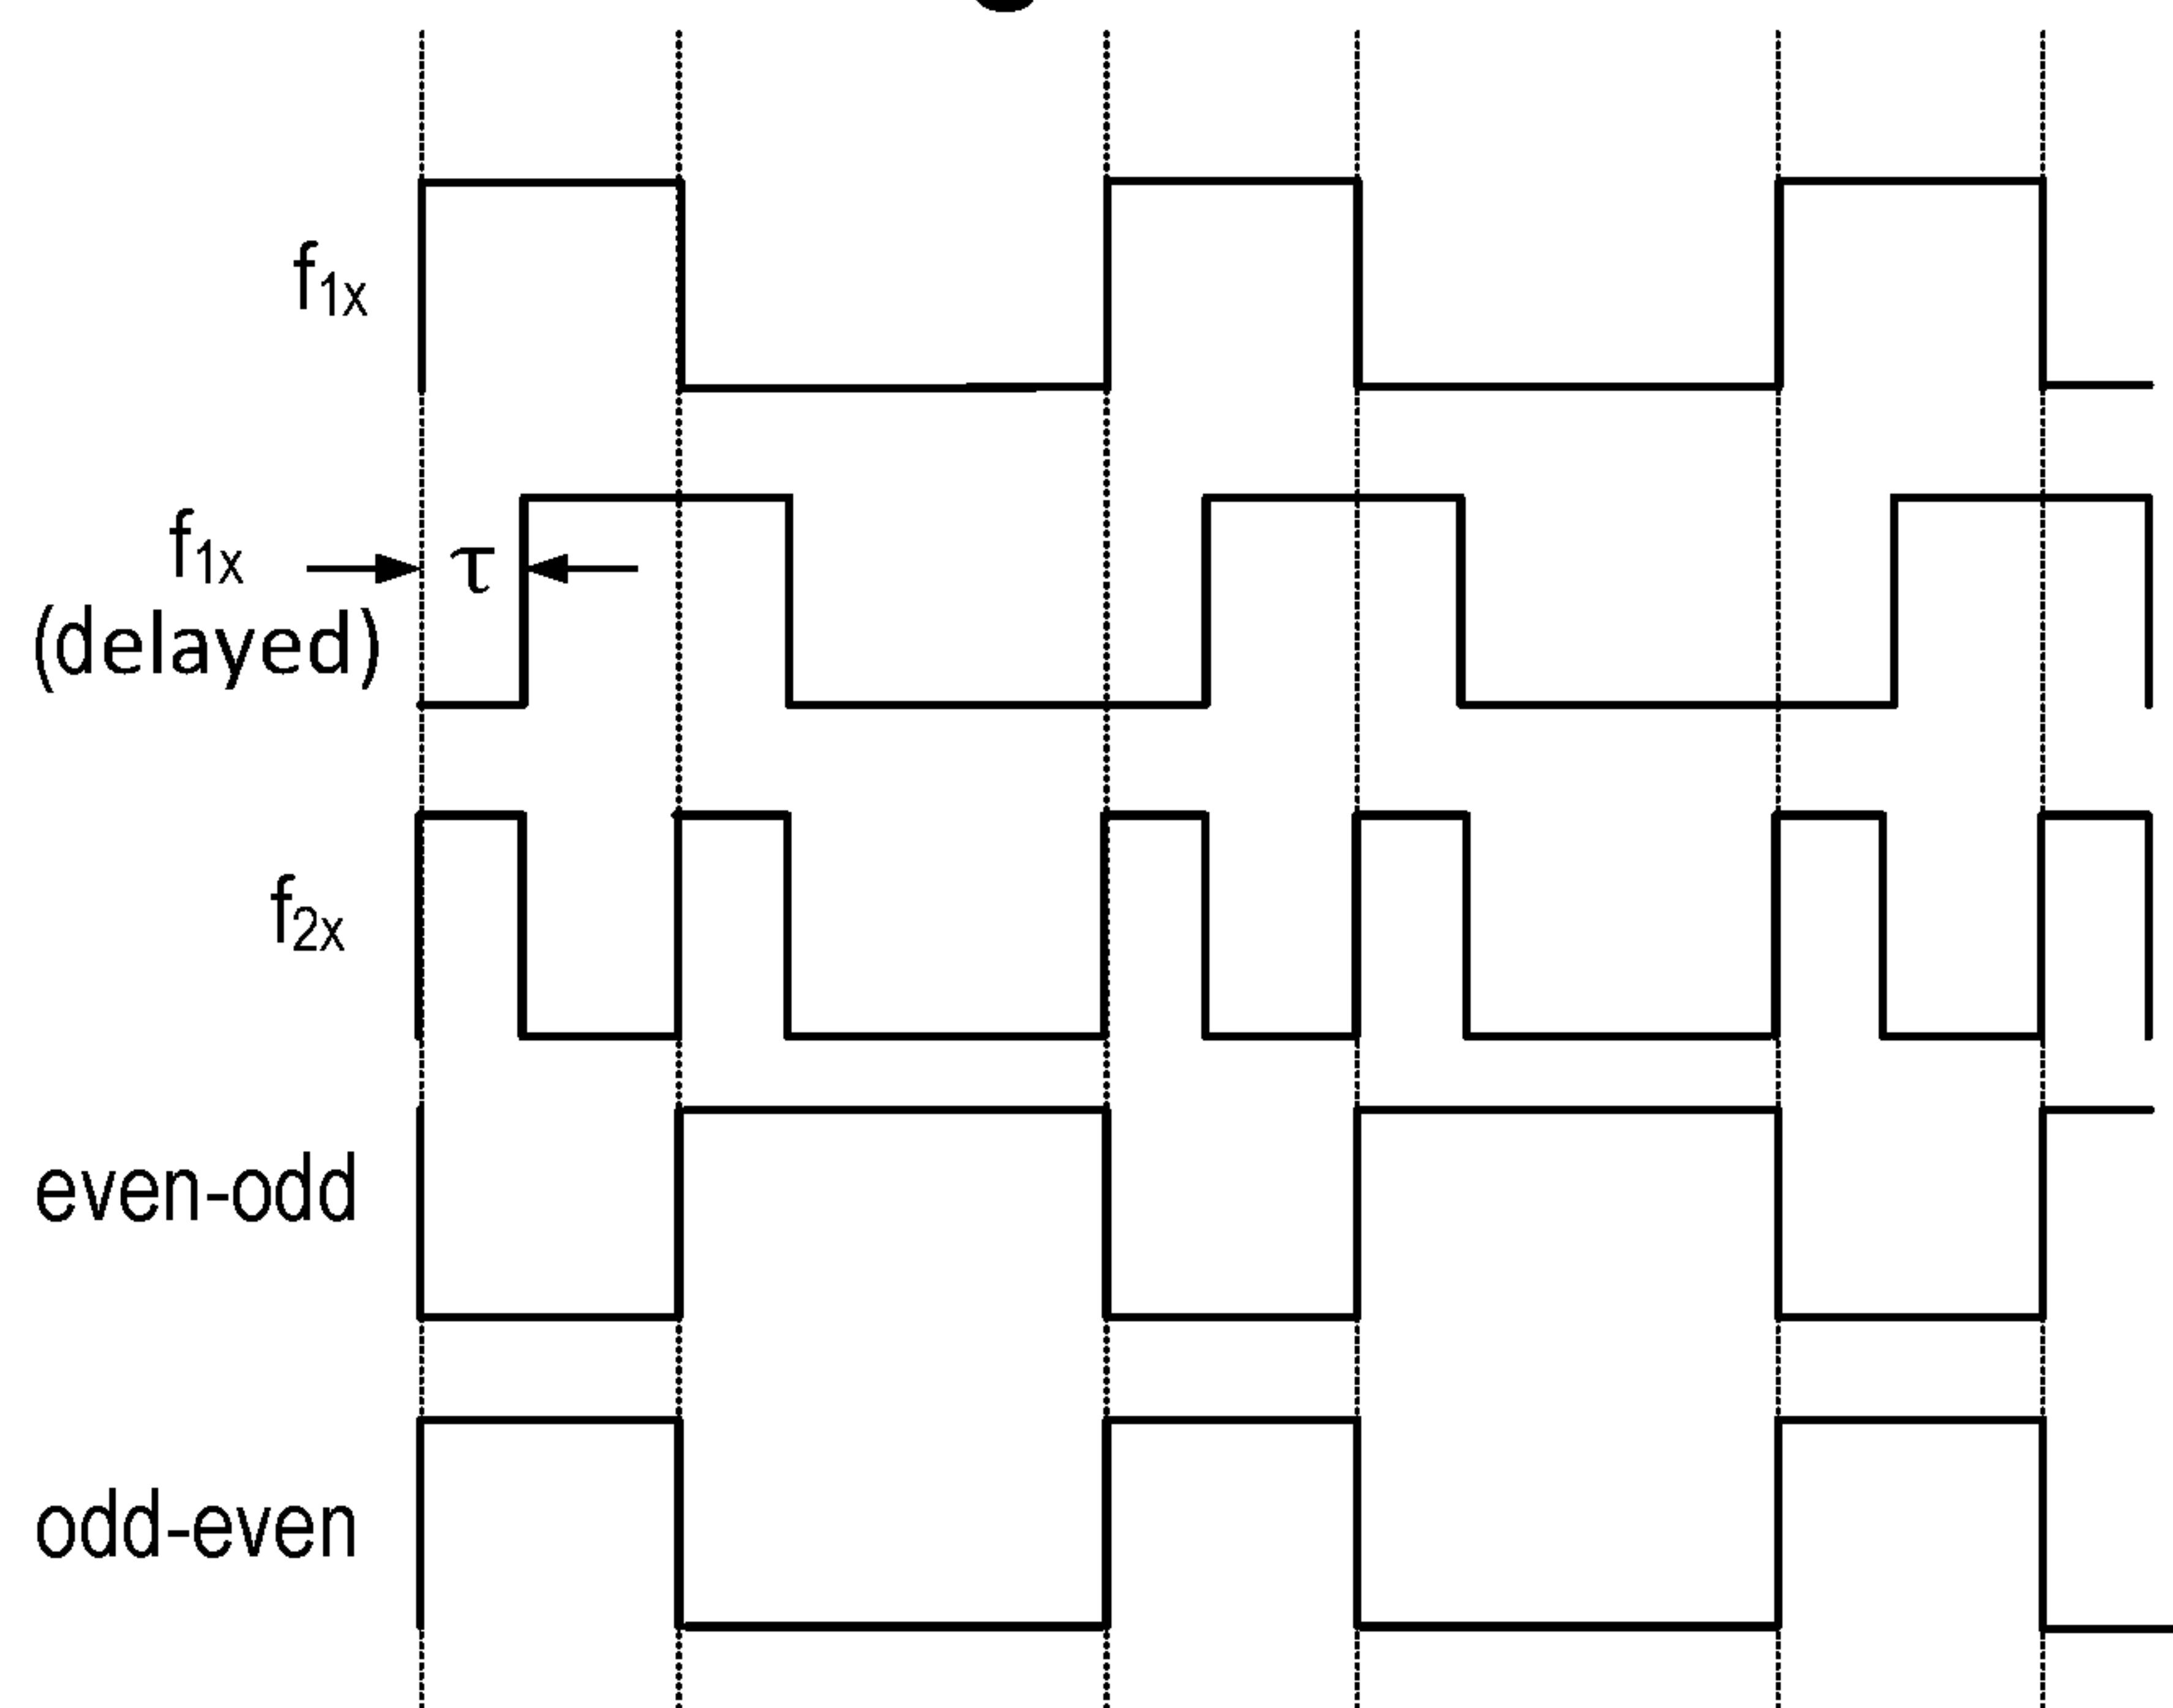 f1x
f1x
τ
(delayed)
f2x
even-odd
odd-even